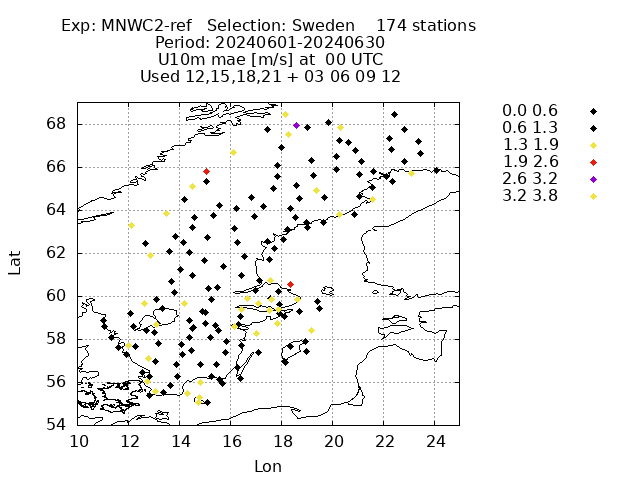 Exp: MNWC2-ref   Selection: Sweden    174 stations
Period: 20240601-20240630
U10m mae [m/s] at  00 UTC
Used 12,15,18,21 + 03 06 09 12
0.0 0.6
0.6 1.3
1.3 1.9
1.9 2.6
2.6 3.2
3.2 3.8
68
66
64
62
60
58
56
54
Lat
10 12 14 16 18 20 22 24
Lon